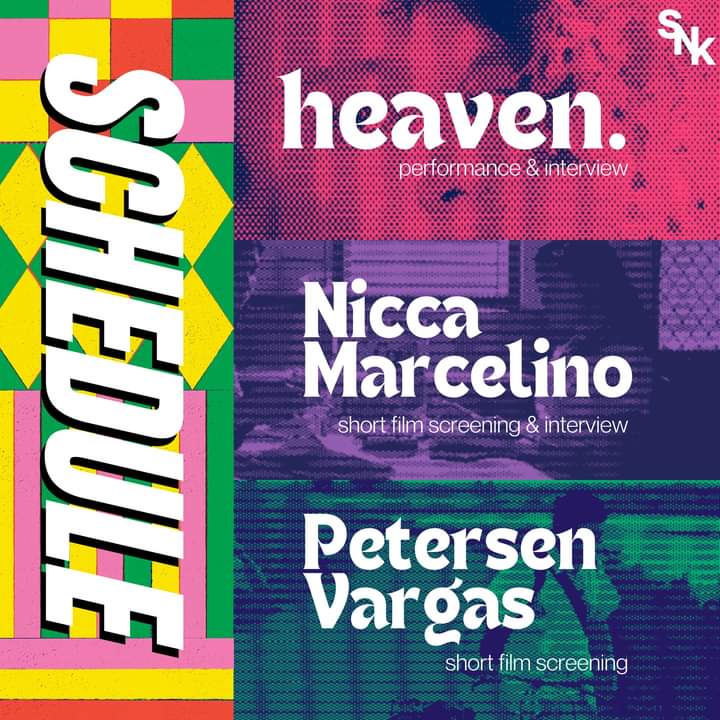 SCHEDULE
SNK
heaven.
performance & interview
Nicca
Marcelino
short film screening & interview
Petersen
Vargas
short film screening